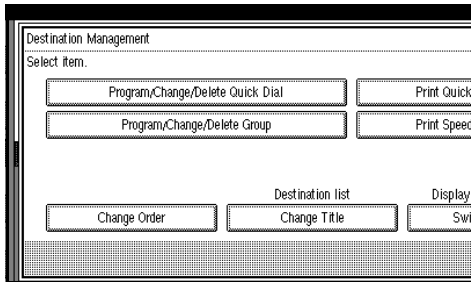 Destination Management
Select item.
Program/Change/Delete Quick Dial Print Quick
Program/Change/Delete Group Print Speed
Destination list Display
Change Order Change Title Swi